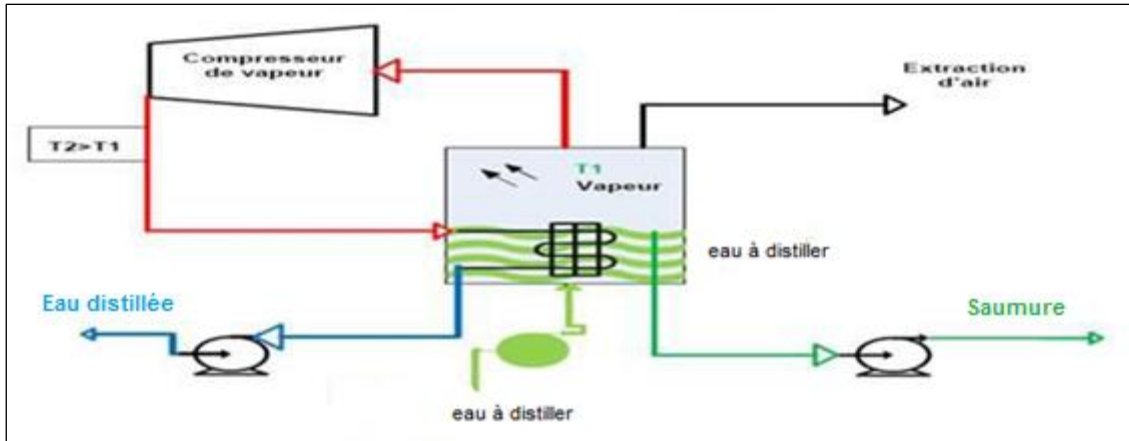 Compresseur
de vapeur
Extraction
d'air
T2>T1
T1
Vapeur
eau à distiller
Eau distillée
Saumure
eau à distiller